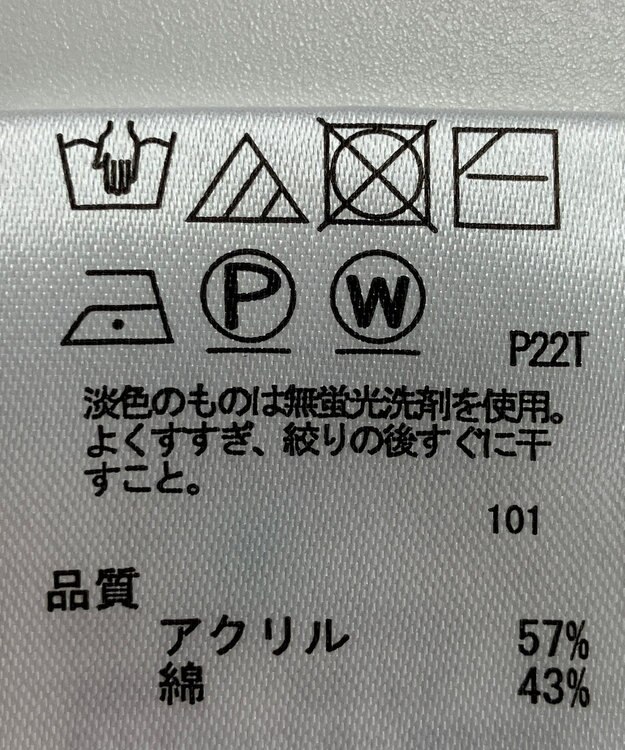 P
W
P22T
淡色のものは無蛍光洗剤を使用。
よくすすぎ、絞りの後すぐに干
すこと。
101
品質
アクリル 57%
綿 43%